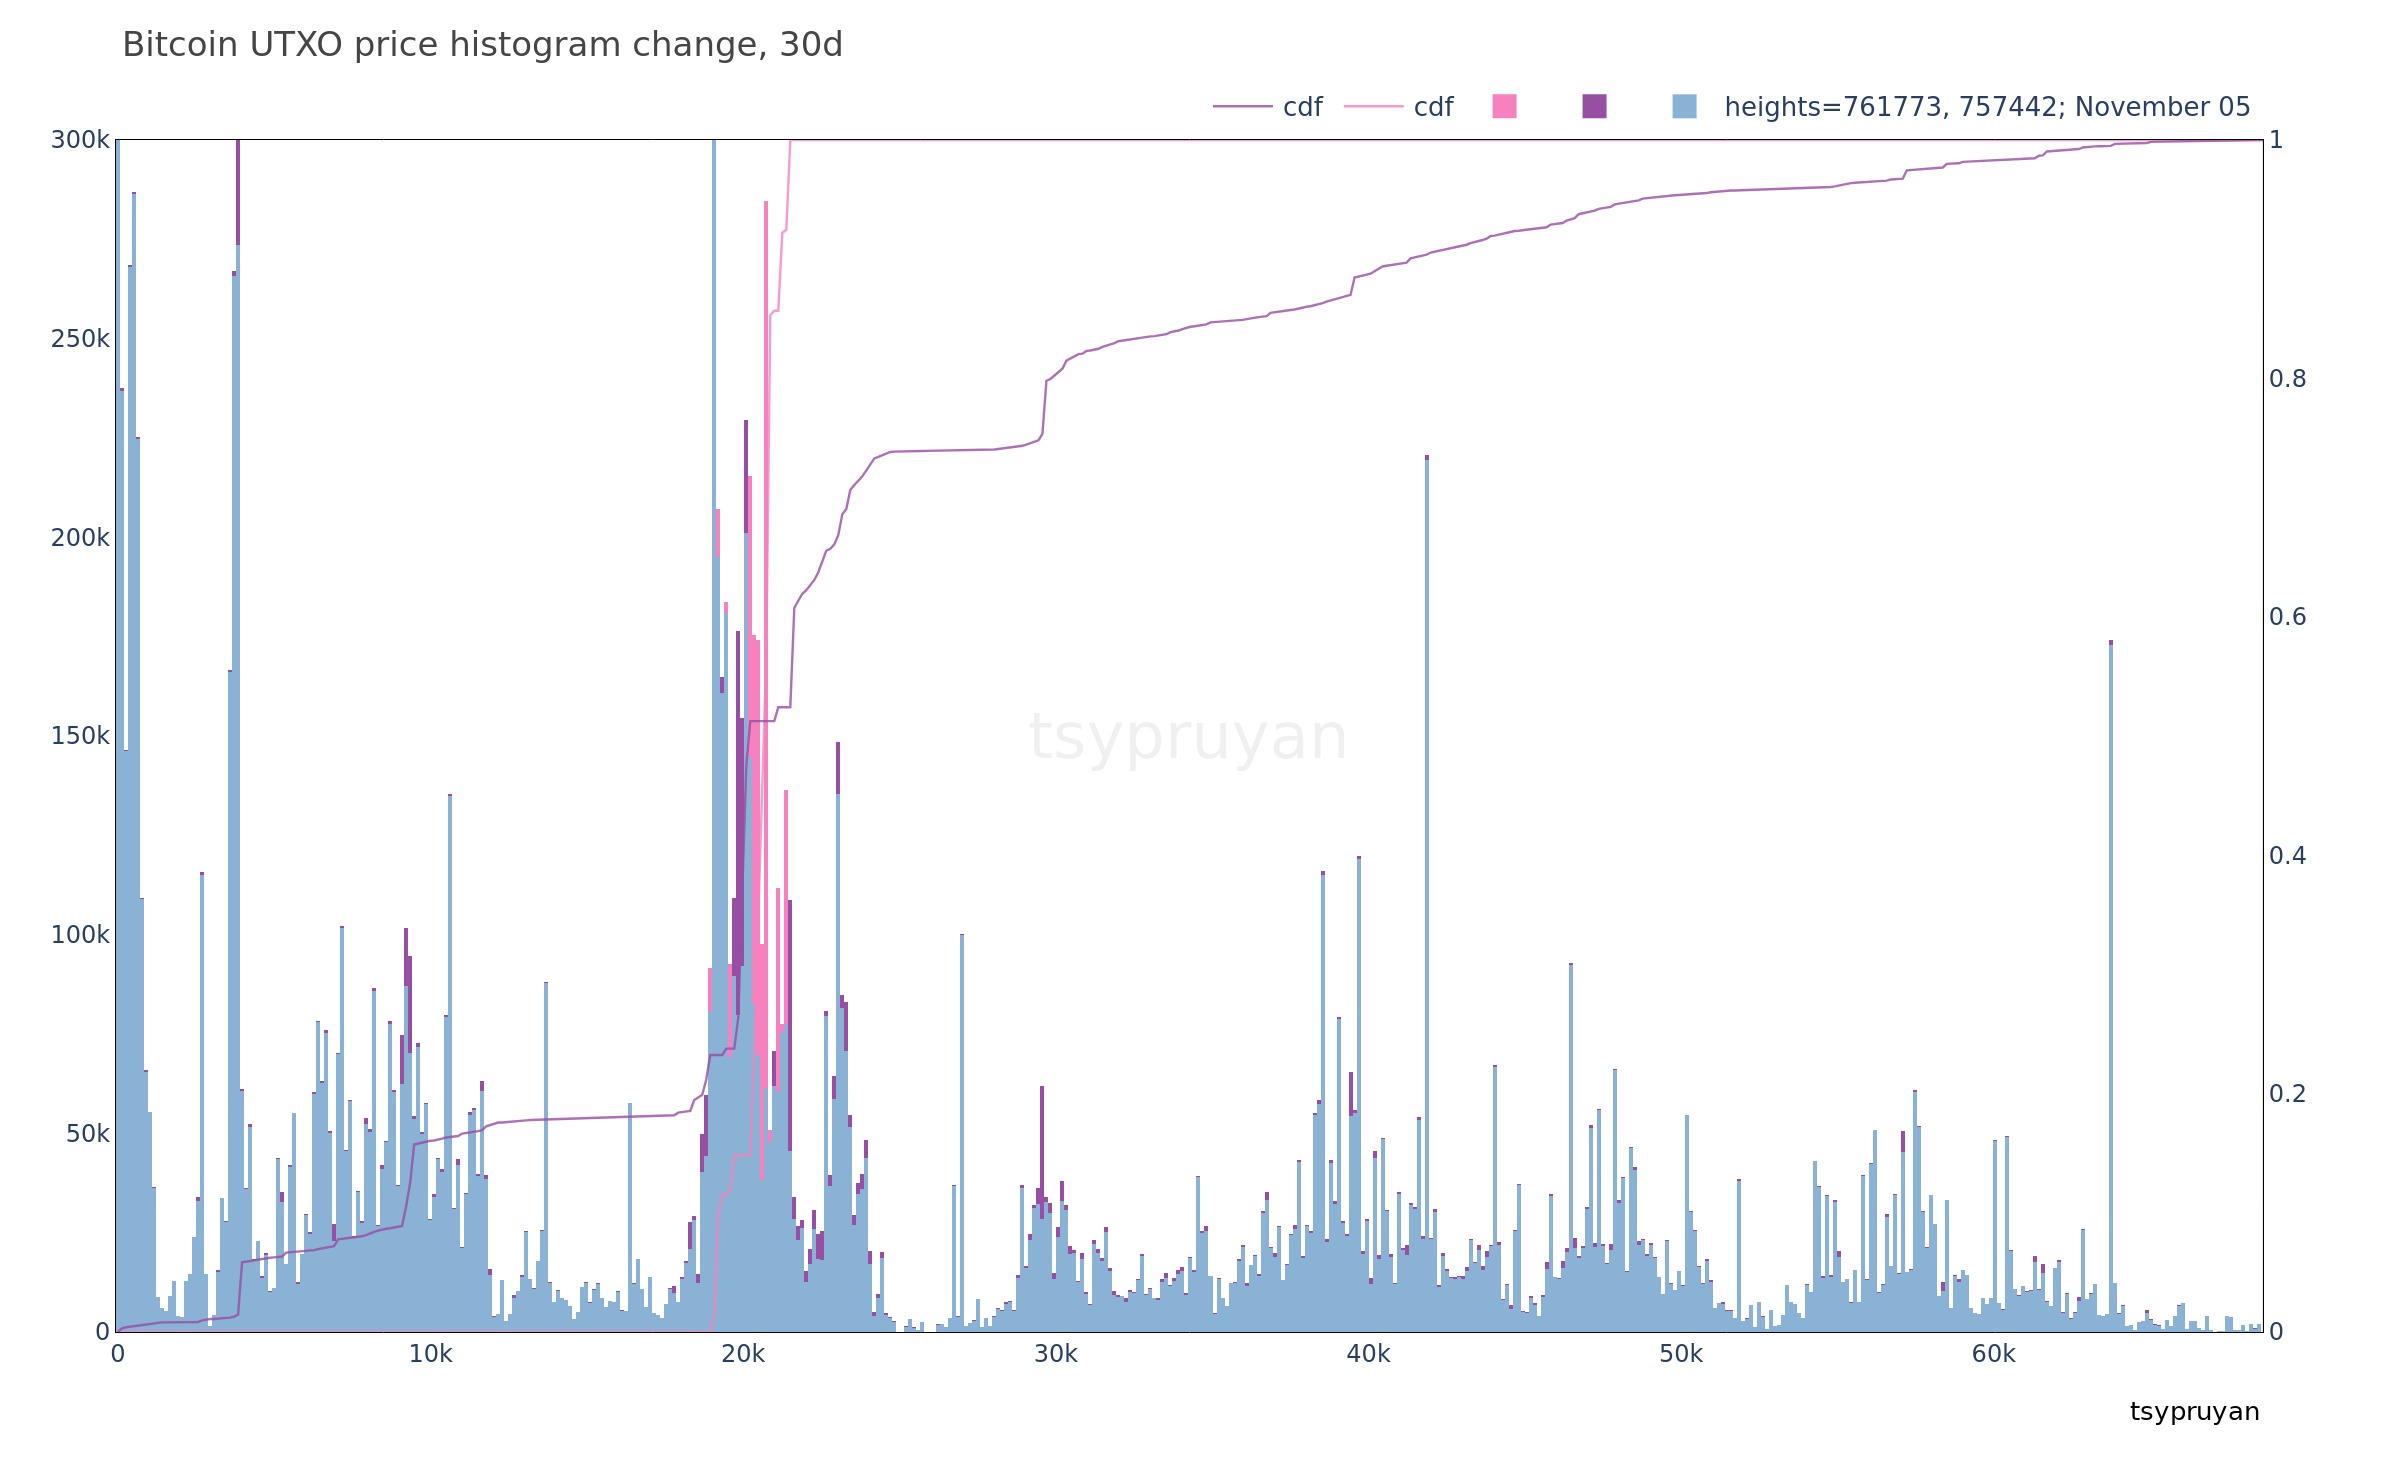 Bitcoin UTXO price histogram change, 30d
cdf cdf heights=761773, 757442; November 05
300k 1
250k
0.8
200k
0.6
150k
tsypruyan
0.4
100k
0.2
50k
0 0
0 10k 20k 30k 40k 50k 60k
tsypruyan